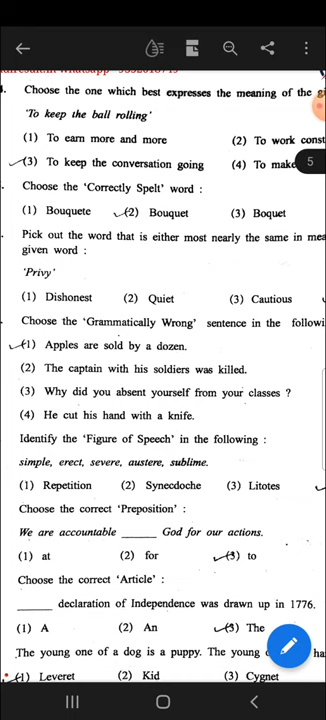 4. Choose the one which best expresses the meaning of the gi
'To keep the ball rolling'
(1) To earn more and more (2) To work const
(3) To keep the conversation going (4) To make
5
Choose the 'Correctly Spelt' word :
(1) Bouquete (2) Bouquet (3) Boquet
Pick out the word that is either most nearly the same in mea
given word :
'Privy'
(1) Dishonest (2) Quiet (3) Cautious
Choose the 'Grammatically Wrong' sentence in the followi
(1) Apples are sold by a dozen.
(2) The captain with his soldiers was killed.
(3) Why did you absent yourself from your classes ?
(4) He cut his hand with a knife.
Identify the 'Figure of Speech' in the following :
simple, erect, severe, austere, sublime.
(1) Repetition (2) Synecdoche (3) Litotes
Choose the correct 'Preposition' :
We are accountable ______ God for our actions.
(1) at (2) for (3) to
Choose the correct 'Article' :
______ declaration of Independence was drawn up in 1776.
(1) A (2) An (3) The
The young one of a dog is a puppy. The young ha
(1) Leveret (2) Kid (3) Cygnet